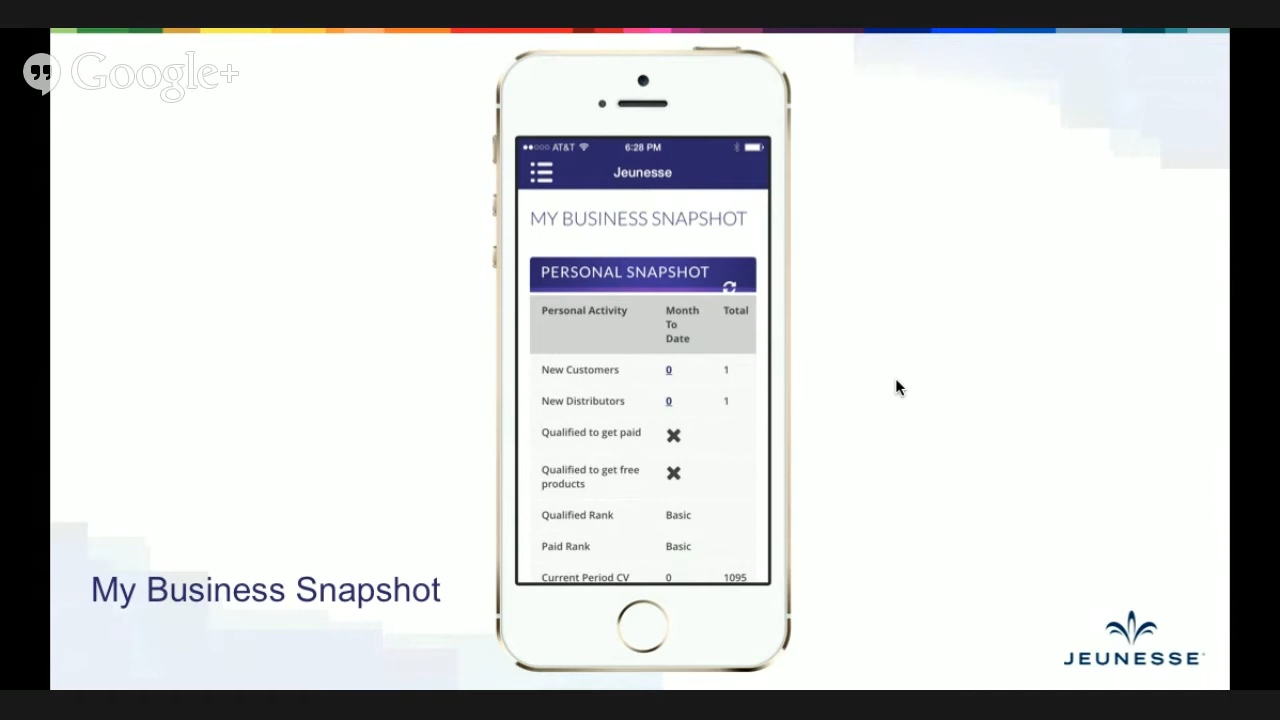 Google+
AT&T 6:28 PM
Jeunesse
MY BUSINESS SNAPSHOT
PERSONAL SNAPSHOT
Personal Activity Month To Date Total
New Customers 0 1
New Distributors 0 1
Qualified to get paid
Qualified to get free
products
Qualified Rank Basic
Paid Rank Basic
Current Period CV 0 1095
My Business Snapshot
JEUNESSE